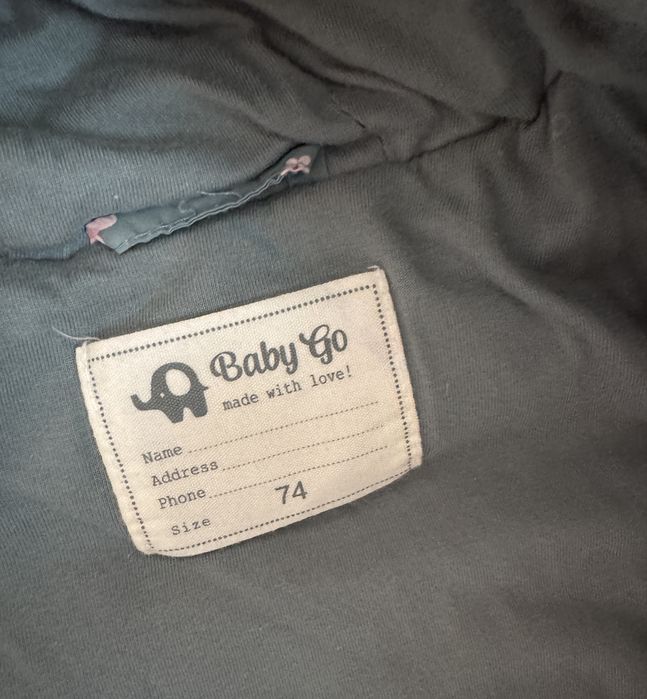 Baby Go
made with love!
Name
Address
Phone
Size 74